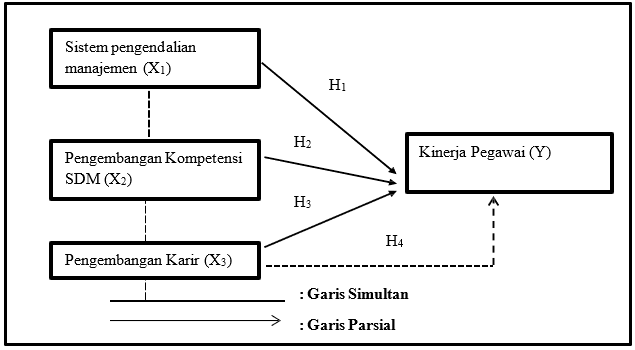 Sistem pengendalian
manajemen (X₁)
H₁
Pengembangan Kompetensi
SDM (X₂)
H₂
Kinerja Pegawai (Y)
H₃
Pengembangan Karir (X₃)
H₄
: Garis Simultan
: Garis Parsial